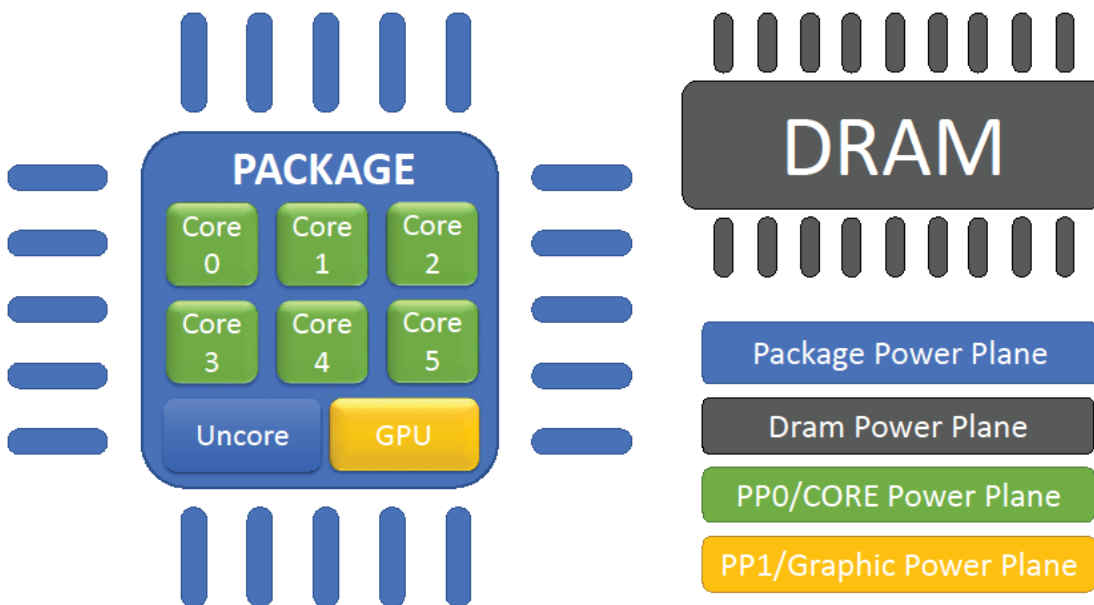 PACKAGE
Core
0
Core
1
Core
2
Core
3
Core
4
Core
5
Uncore
GPU
DRAM
Package Power Plane
Dram Power Plane
PP0/CORE Power Plane
PP1/Graphic Power Plane